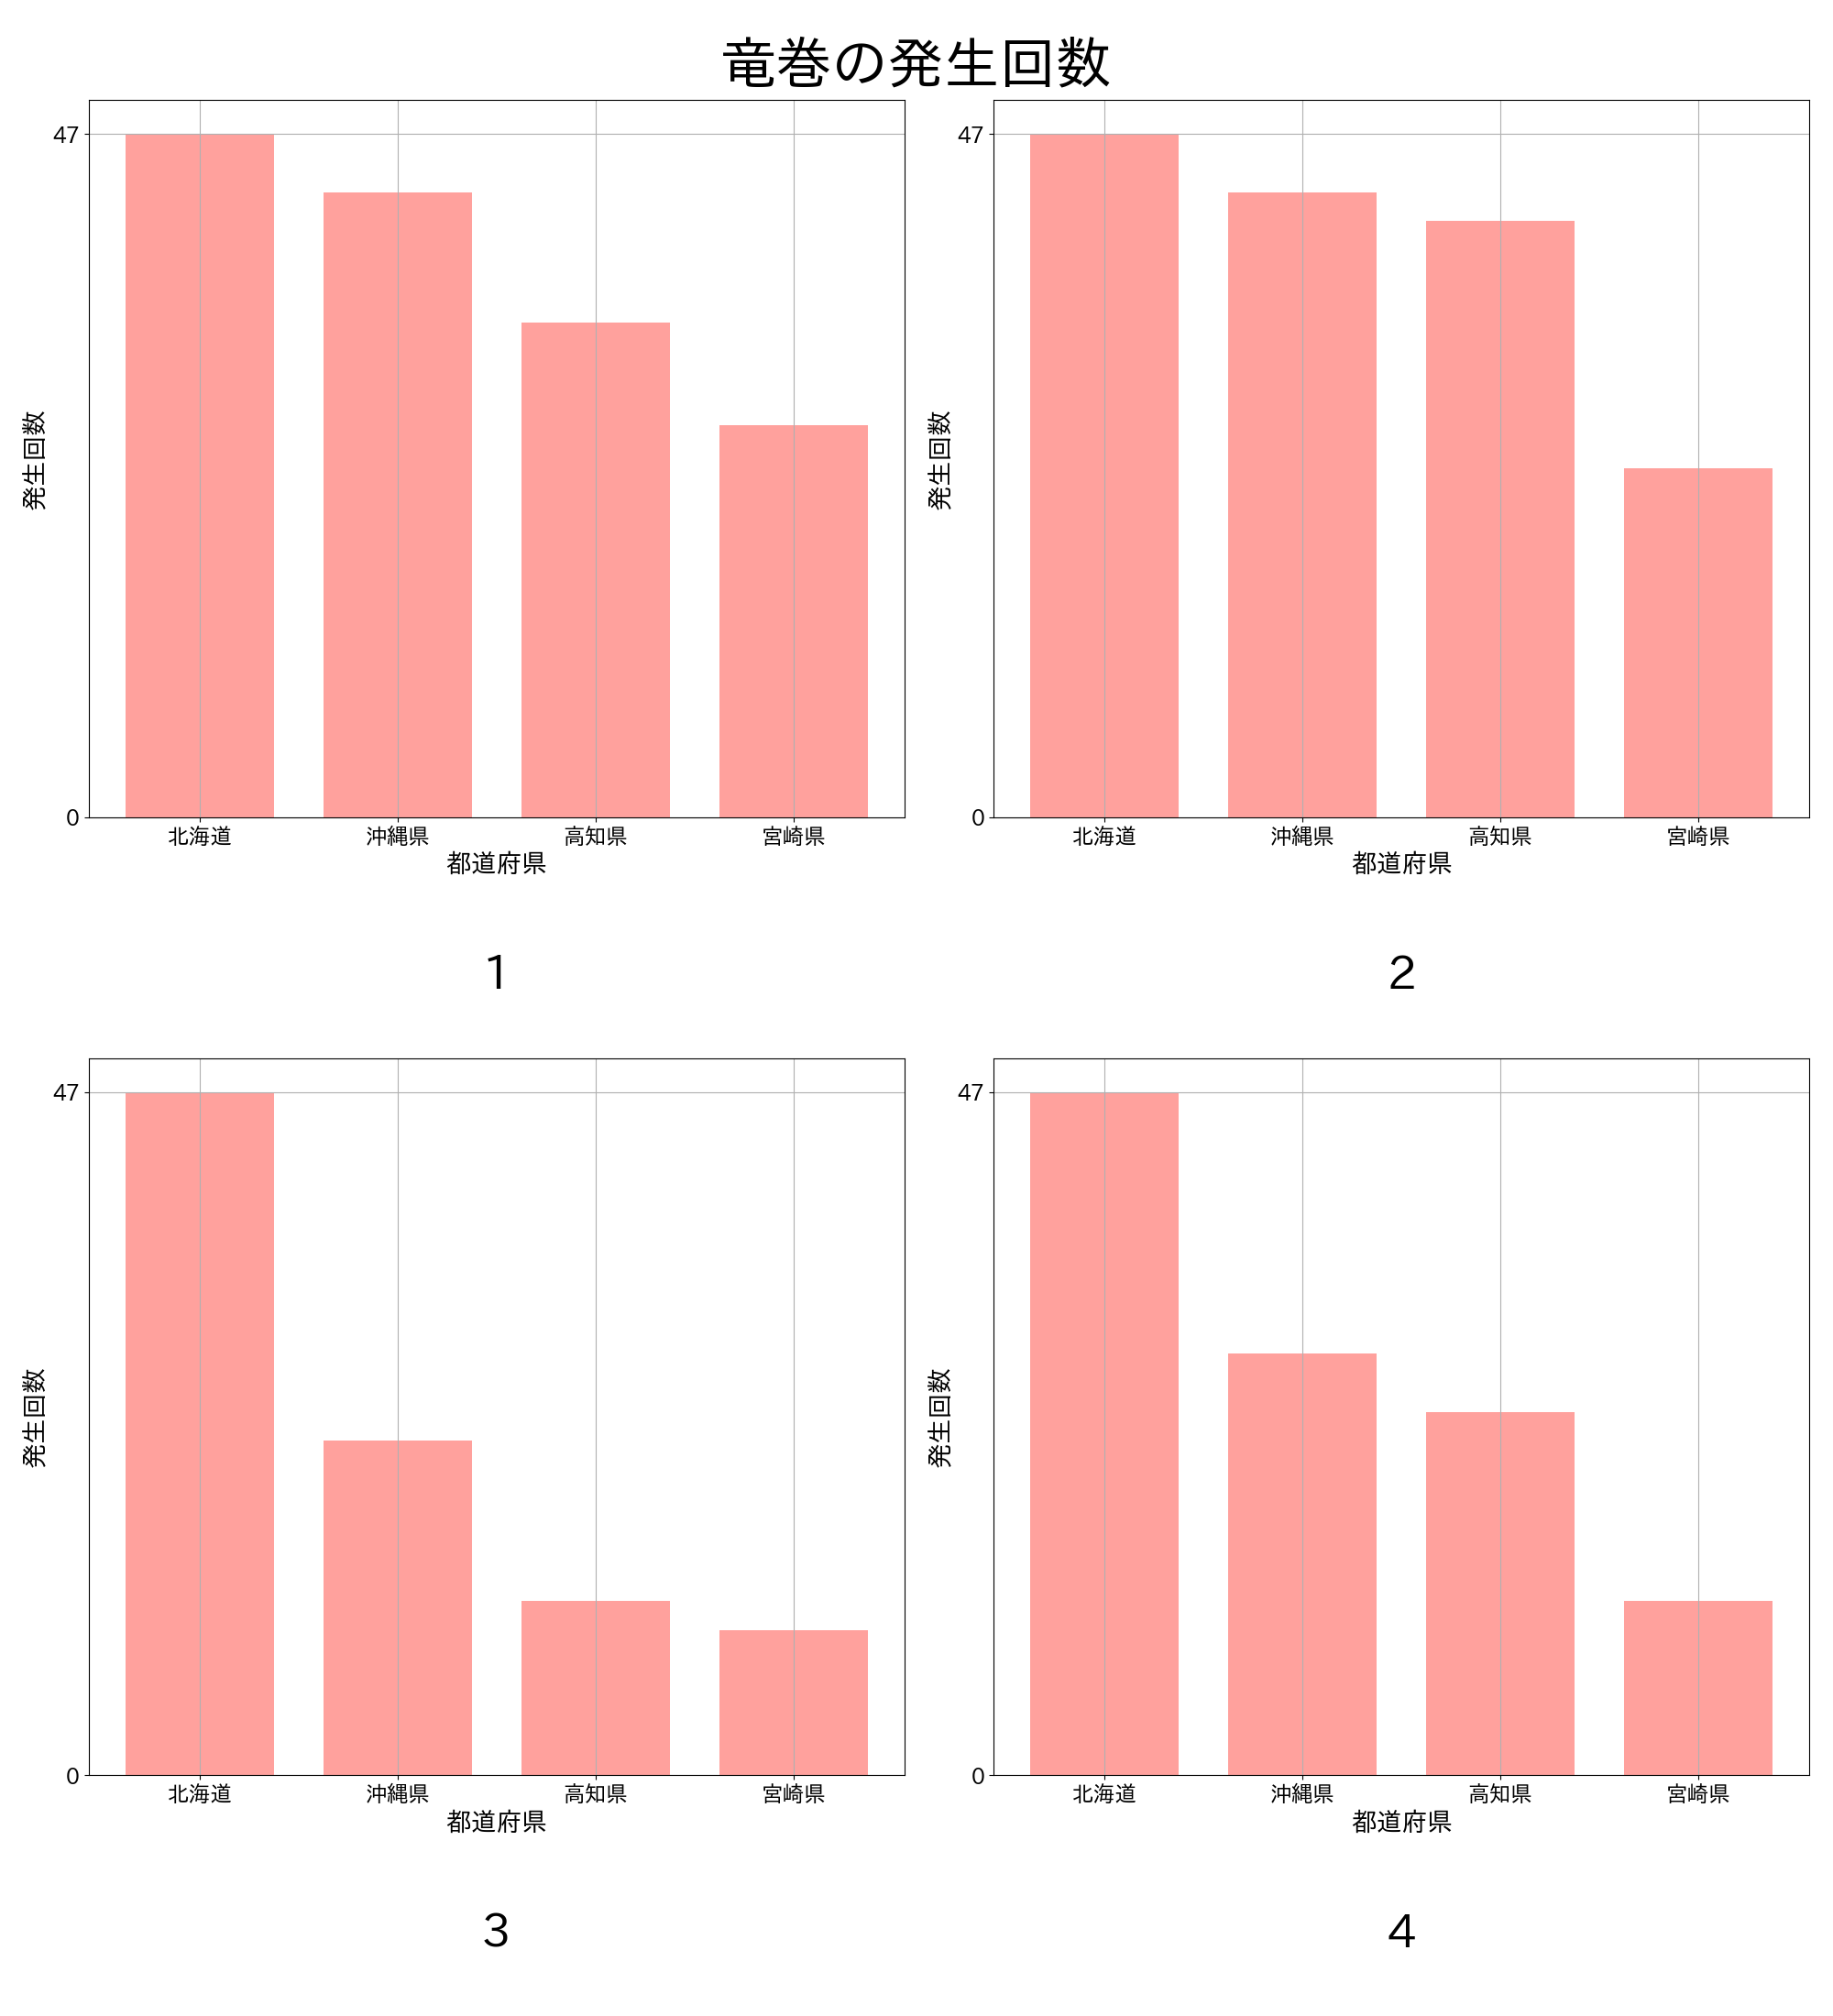 竜巻の発生回数
47
発生回数
0
北海道 沖縄県 高知県 宮崎県
都道府県
1
47
発生回数
0
北海道 沖縄県 高知県 宮崎県
都道府県
2
47
発生回数
0
北海道 沖縄県 高知県 宮崎県
都道府県
3
47
発生回数
0
北海道 沖縄県 高知県 宮崎県
都道府県
4